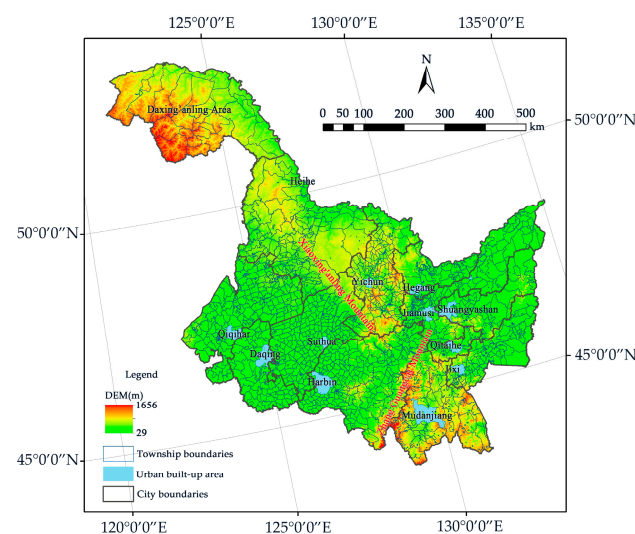 125°0′0″E
130°0′0″E
135°0′0″E
N
0 50 100 200 300 400 500
km
50°0′0″N
Daxing'anling Area
Heihe
50°0′0″N
Xiaoxing'anling Mountains
Yichun
Hegang
Jiamusi
Shuangyashan
Qiqihar
Suihua
Qitaihe
Daqing
Jixi
45°0′0″N
Harbin
Mudanjiang
Legend
DEM(m)
1656
29
Township boundaries
Urban built-up area
City boundaries
45°0′0″N
120°0′0″E
125°0′0″E
130°0′0″E